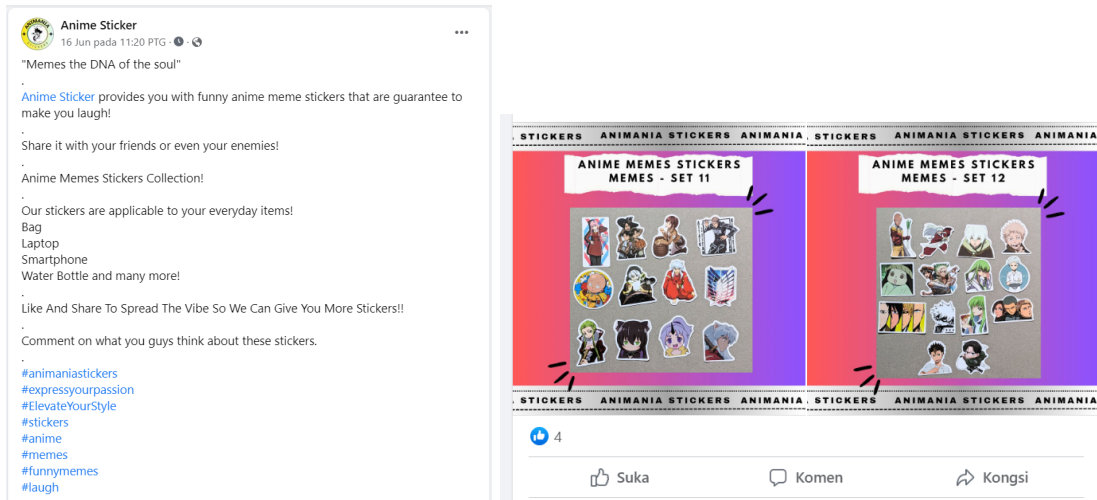 Anime Sticker
16 Jun pada 11:20 PTG
"Memes the DNA of the soul"
.
Anime Sticker provides you with funny anime meme stickers that are guarantee to
make you laugh!
.
Share it with your friends or even your enemies!
.
Anime Memes Stickers Collection!
.
Our stickers are applicable to your everyday items!
Bag
Laptop
Smartphone
Water Bottle and many more!
.
Like And Share To Spread The Vibe So We Can Give You More Stickers!!
.
Comment on what you guys think about these stickers.
.
#animaniastickers
#expressyourpassion
#ElevateYourStyle
#stickers
#anime
#memes
#funnymemes
#laugh
STICKERS ANIMANIA STICKERS ANIMANIA
ANIME MEMES STICKERS
MEMES - SET 11
STICKERS ANIMANIA STICKERS ANIMANIA
STICKERS ANIMANIA STICKERS ANIMANI
ANIME MEMES STICKERS
MEMES - SET 12
STICKERS ANIMANIA STICKERS ANIMANI
4
Suka
Komen
Kongsi